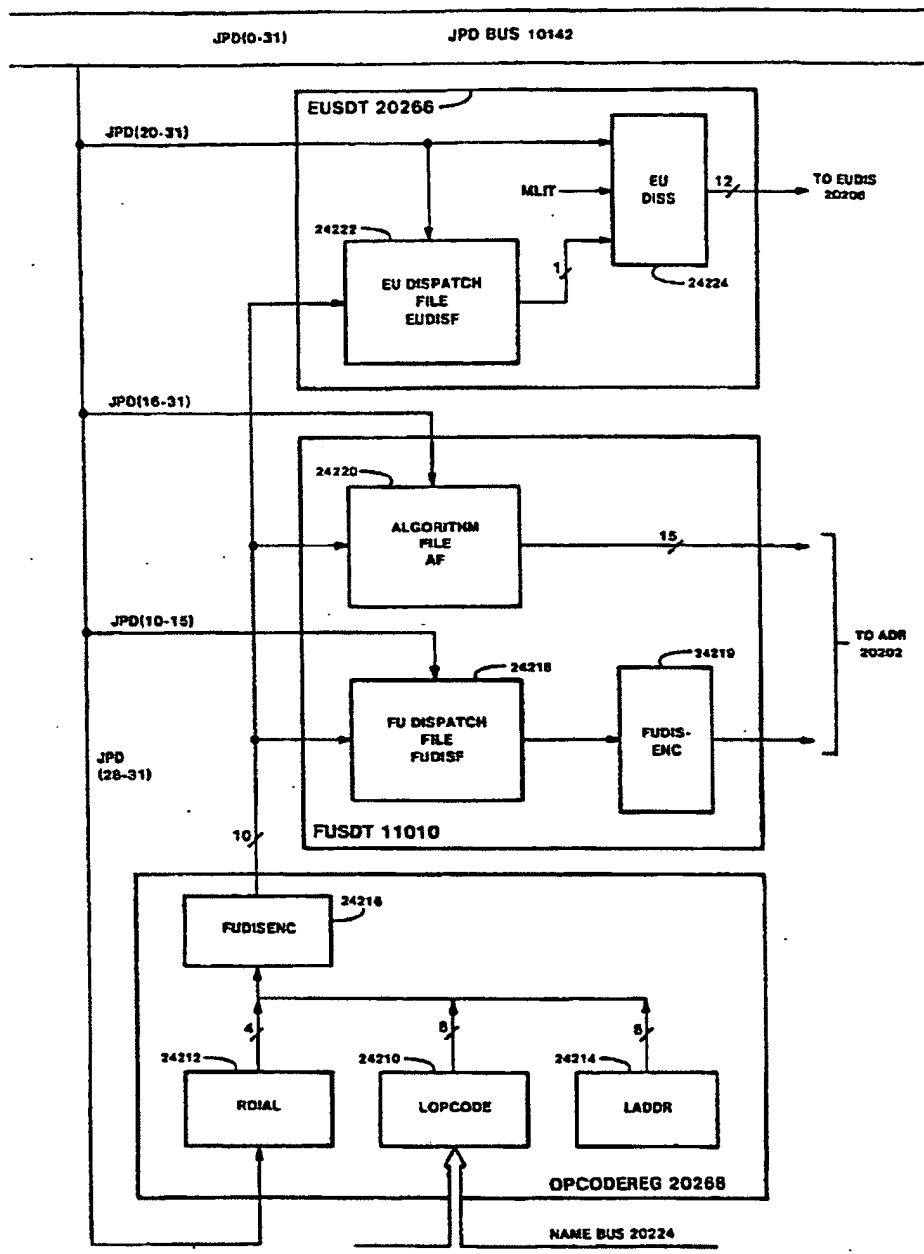 JPD(0-31) JPD BUS 10142
EUSDT 20266
JPD(20-31)
EU
DISS
MLIT
12
TO EUDIS
20206
24222
24224
EU DISPATCH
FILE
EUDISF
1
JPD(16-31)
24220
ALGORITHM
FILE
AF
15
JPD(10-15)
TO ADR
20202
24218
24219
FU DISPATCH
FILE
FUDISF
FUDIS-
ENC
JPD
(28-31)
FUSDT 11010
10
24216
FUDISENC
4
8
24212
24210
24214
RDIAL
LOPCODE
LADDR
OPCODEREG 20268
NAME BUS 20224